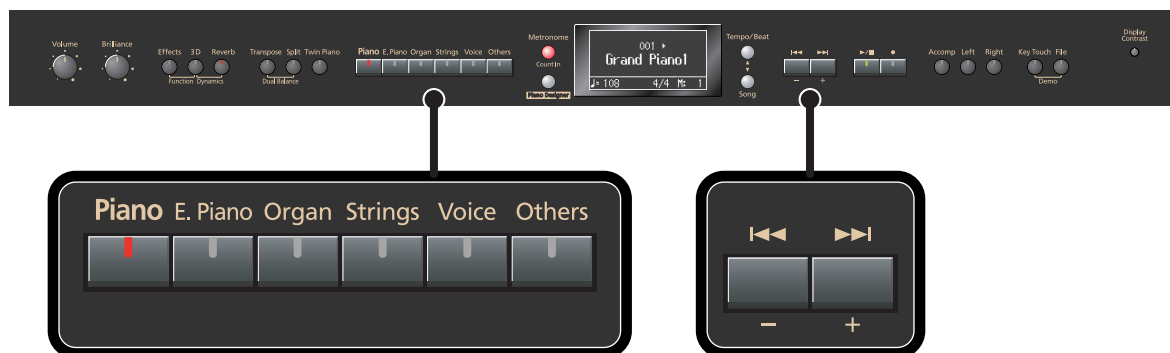 Volume
Brilliance
Effects 3D Reverb
Function Dynamics
Transpose Split Twin Piano
Dual Balance
Piano E. Piano Organ Strings Voice Others
Metronome
Count In
Piano Designer
001
Grand Piano1
♩= 108 4/4 M: 1
Tempo/Beat
Song
− +
Accomp Left Right
Key Touch File
Demo
Display
Contrast
Piano E. Piano Organ Strings Voice Others
− +